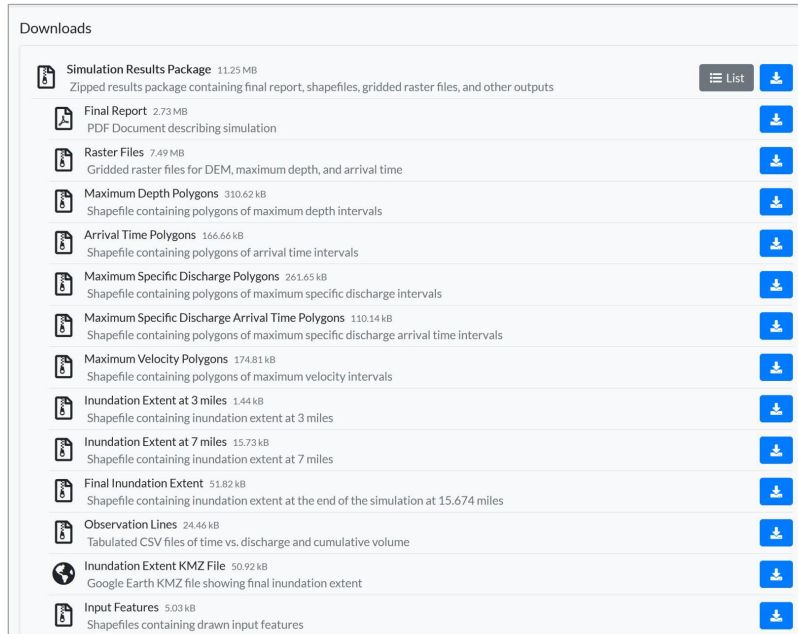 Downloads
Simulation Results Package 11.25 MB
Zipped results package containing final report, shapefiles, gridded raster files, and other outputs
List
Final Report 2.73 MB
PDF Document describing simulation
Raster Files 7.49 MB
Gridded raster files for DEM, maximum depth, and arrival time
Maximum Depth Polygons 310.62 kB
Shapefile containing polygons of maximum depth intervals
Arrival Time Polygons 166.66 kB
Shapefile containing polygons of arrival time intervals
Maximum Specific Discharge Polygons 261.65 kB
Shapefile containing polygons of maximum specific discharge intervals
Maximum Specific Discharge Arrival Time Polygons 110.14 kB
Shapefile containing polygons of maximum specific discharge arrival time intervals
Maximum Velocity Polygons 174.81 kB
Shapefile containing polygons of maximum velocity intervals
Inundation Extent at 3 miles 1.44 kB
Shapefile containing inundation extent at 3 miles
Inundation Extent at 7 miles 15.73 kB
Shapefile containing inundation extent at 7 miles
Final Inundation Extent 51.82 kB
Shapefile containing inundation extent at the end of the simulation at 15.674 miles
Observation Lines 24.46 kB
Tabulated CSV files of time vs. discharge and cumulative volume
Inundation Extent KMZ File 50.92 kB
Google Earth KMZ file showing final inundation extent
Input Features 5.03 kB
Shapefiles containing drawn input features